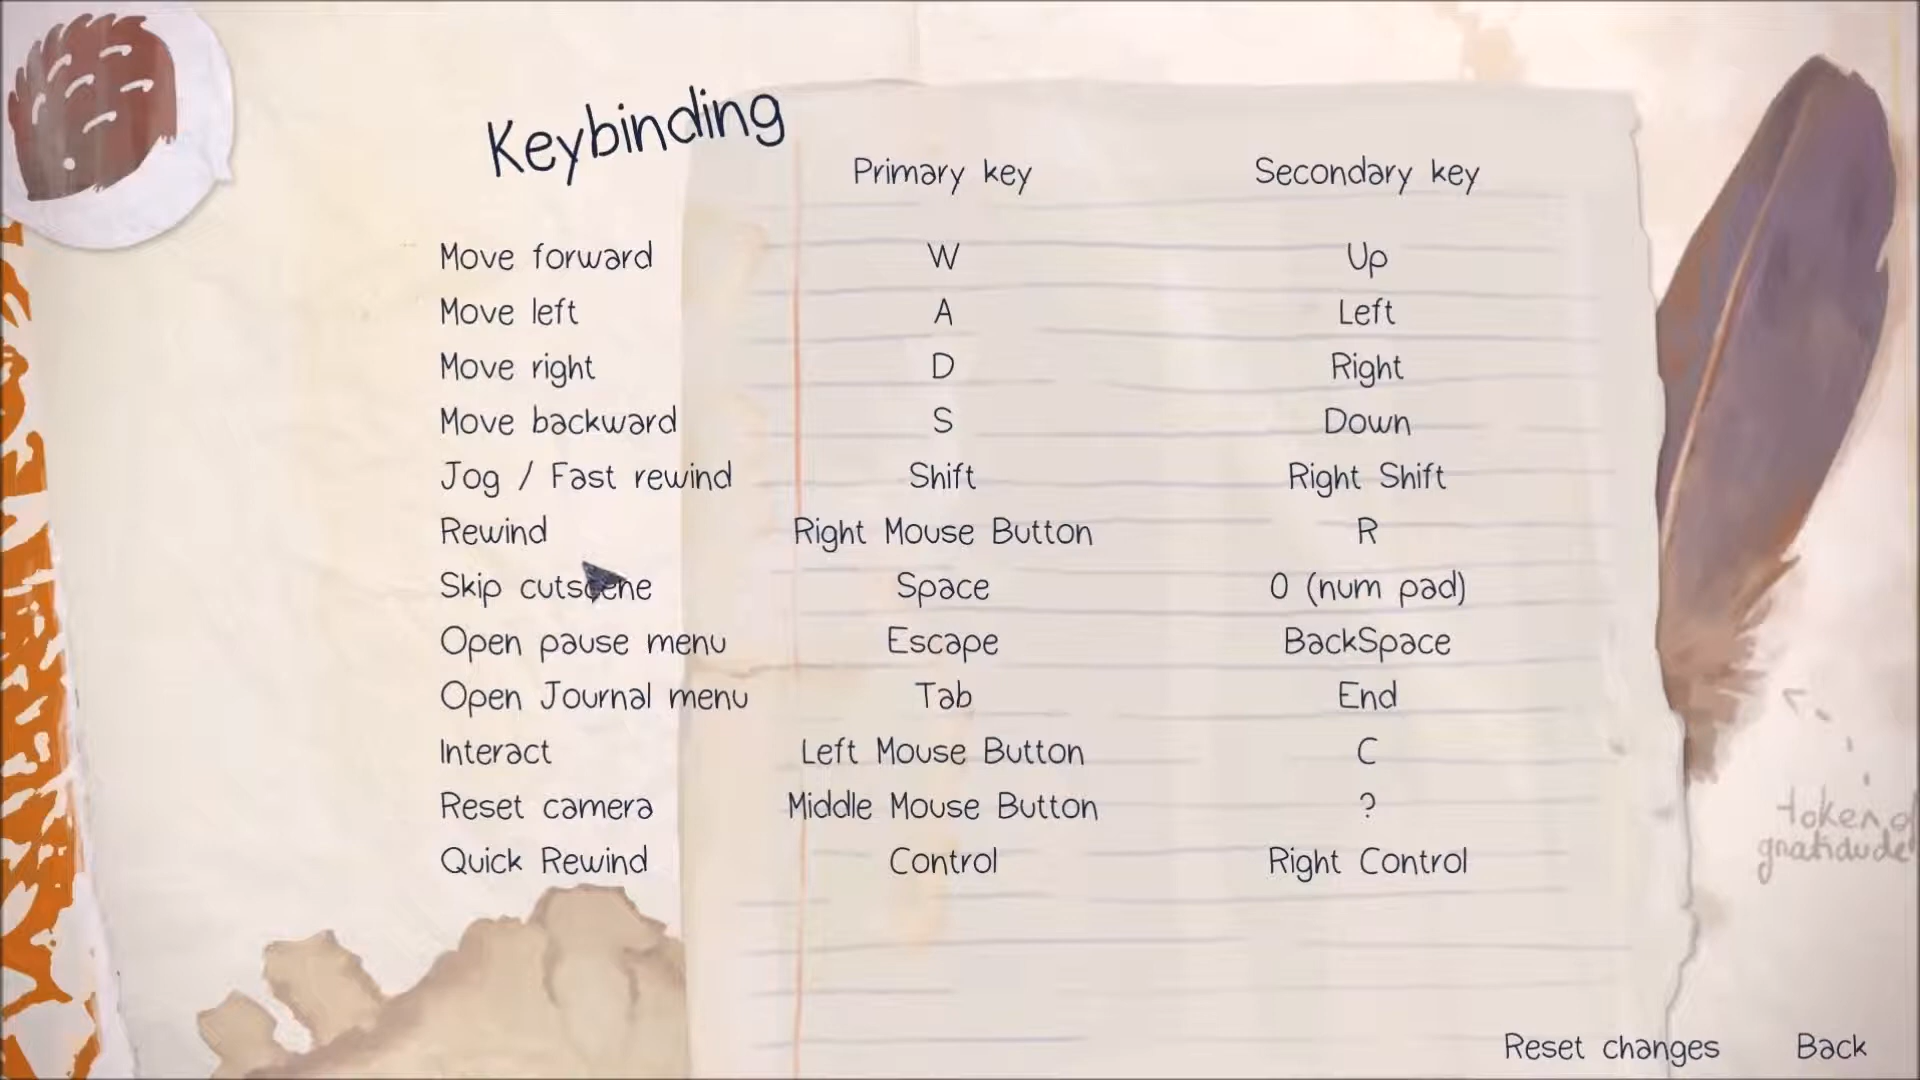 Keybinding
Primary key Secondary key
Move forward W Up
Move left A Left
Move right D Right
Move backward S Down
Jog / Fast rewind Shift Right Shift
Rewind Right Mouse Button R
Skip cutscene Space 0 (num pad)
Open pause menu Escape BackSpace
Open Journal menu Tab End
Interact Left Mouse Button C
Reset camera Middle Mouse Button ?
Quick Rewind Control Right Control
token of
gratidude
Reset changes Back